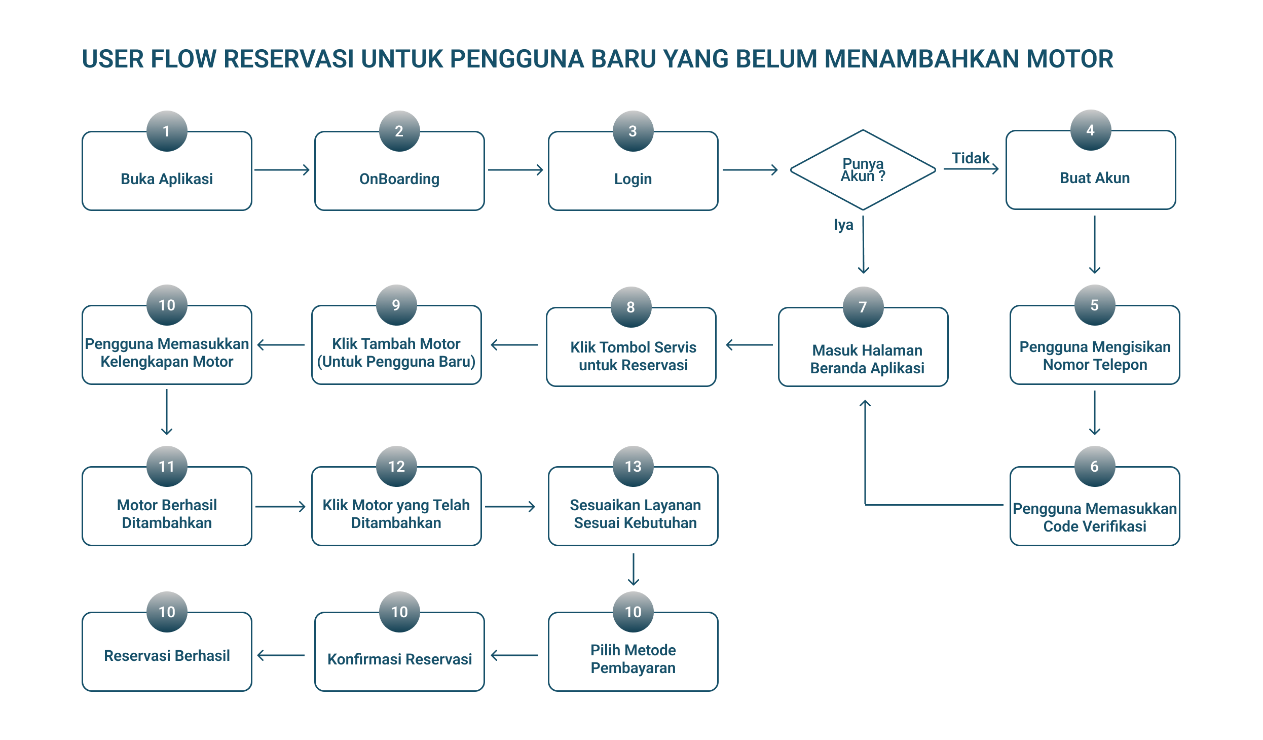 USER FLOW RESERVASI UNTUK PENGGUNA BARU YANG BELUM MENAMBAHKAN MOTOR
1
Buka Aplikasi
2
OnBoarding
3
Login
Punya
Akun ?
Tidak
Iya
4
Buat Akun
5
Pengguna Mengisikan
Nomor Telepon
6
Pengguna Memasukkan
Code Verifikasi
7
Masuk Halaman
Beranda Aplikasi
8
Klik Tombol Servis
untuk Reservasi
9
Klik Tambah Motor
(Untuk Pengguna Baru)
10
Pengguna Memasukkan
Kelengkapan Motor
11
Motor Berhasil
Ditambahkan
12
Klik Motor yang Telah
Ditambahkan
13
Sesuaikan Layanan
Sesuai Kebutuhan
10
Pilih Metode
Pembayaran
10
Konfirmasi Reservasi
10
Reservasi Berhasil